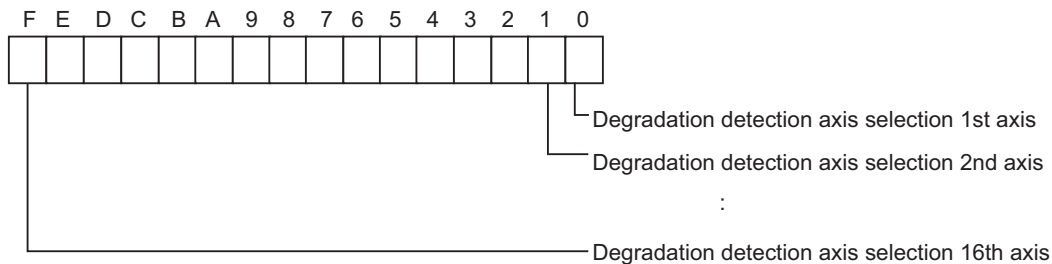 F E D C B A 9 8 7 6 5 4 3 2 1 0
Degradation detection axis selection 1st axis
Degradation detection axis selection 2nd axis
:
Degradation detection axis selection 16th axis